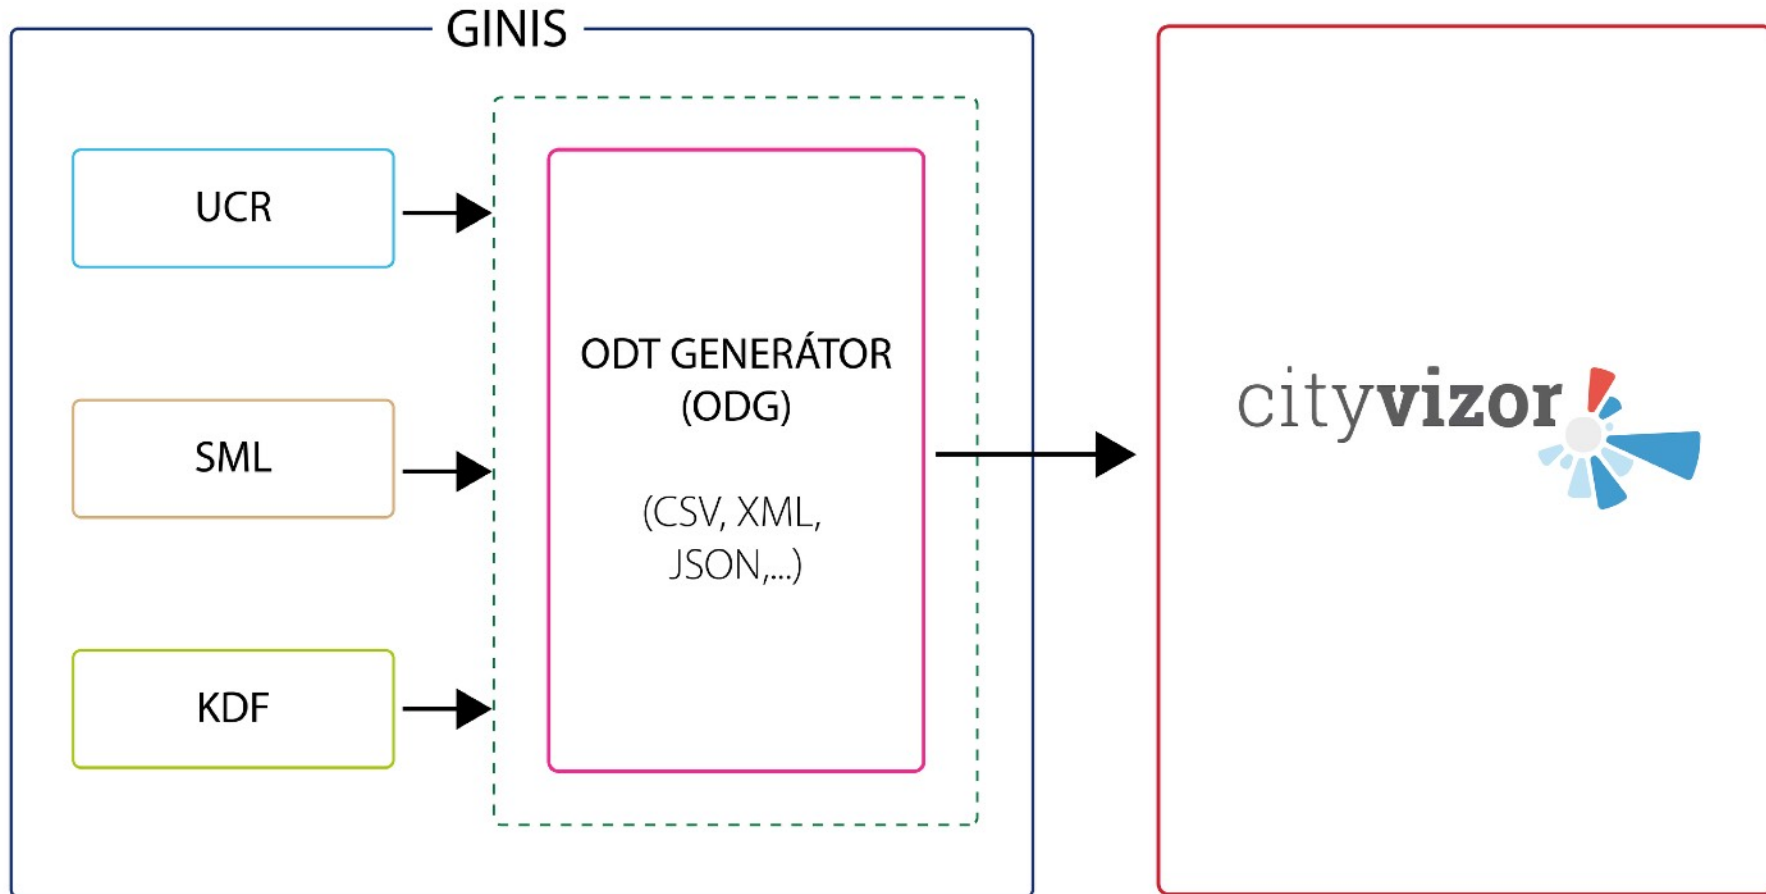 GINIS
UCR
SML
KDF
ODT GENERÁTOR
(ODG)
(CSV, XML,
JSON,...)
cityvizor